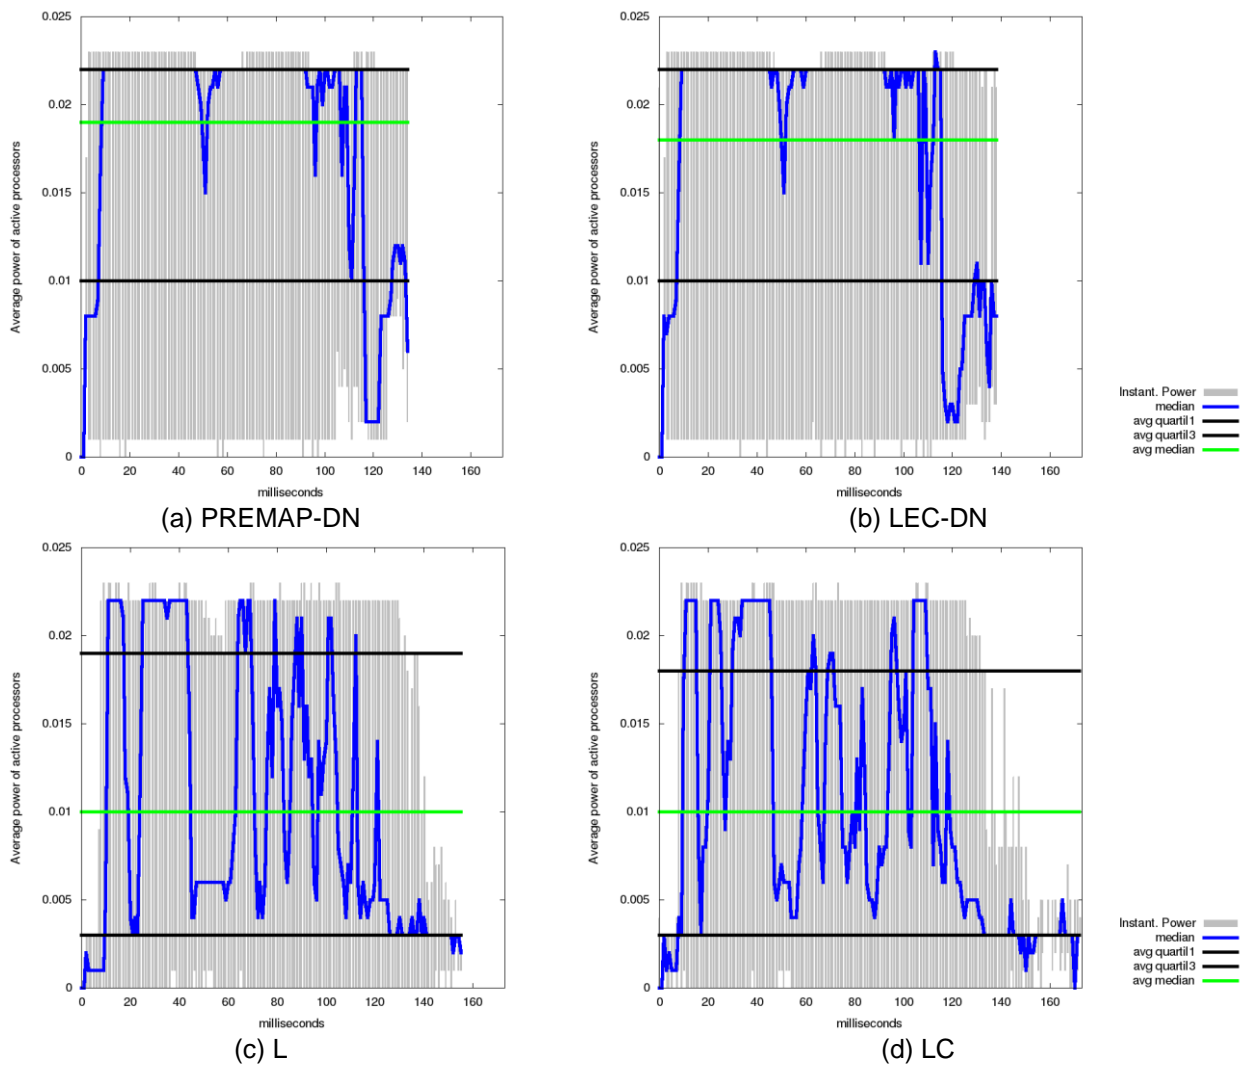 0.025
0.02
0.015
0.01
0.005
0
Average power of active processors
0 20 40 60 80 100 120 140 160
milliseconds
(a) PREMAP-DN
0.025
0.02
0.015
0.01
0.005
0
Average power of active processors
0 20 40 60 80 100 120 140 160
milliseconds
(b) LEC-DN
Instant. Power
median
avg quartil1
avg quartil3
avg median
0.025
0.02
0.015
0.01
0.005
0
Average power of active processors
0 20 40 60 80 100 120 140 160
milliseconds
(c) L
0.025
0.02
0.015
0.01
0.005
0
Average power of active processors
0 20 40 60 80 100 120 140 160
milliseconds
(d) LC
Instant. Power
median
avg quartil1
avg quartil3
avg median